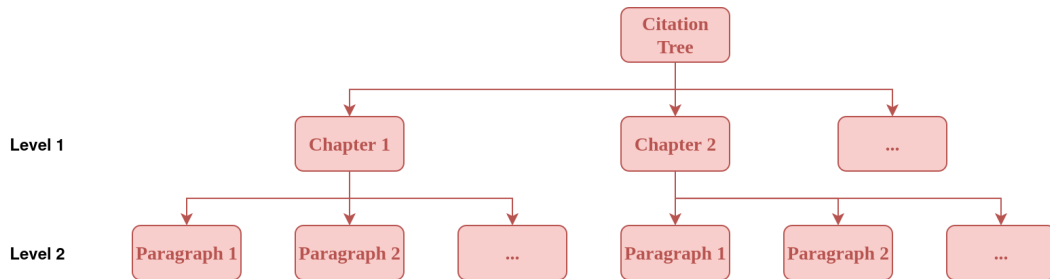 Citation
Tree
Level 1
Chapter 1
Chapter 2
...
Level 2
Paragraph 1
Paragraph 2
...
Paragraph 1
Paragraph 2
...